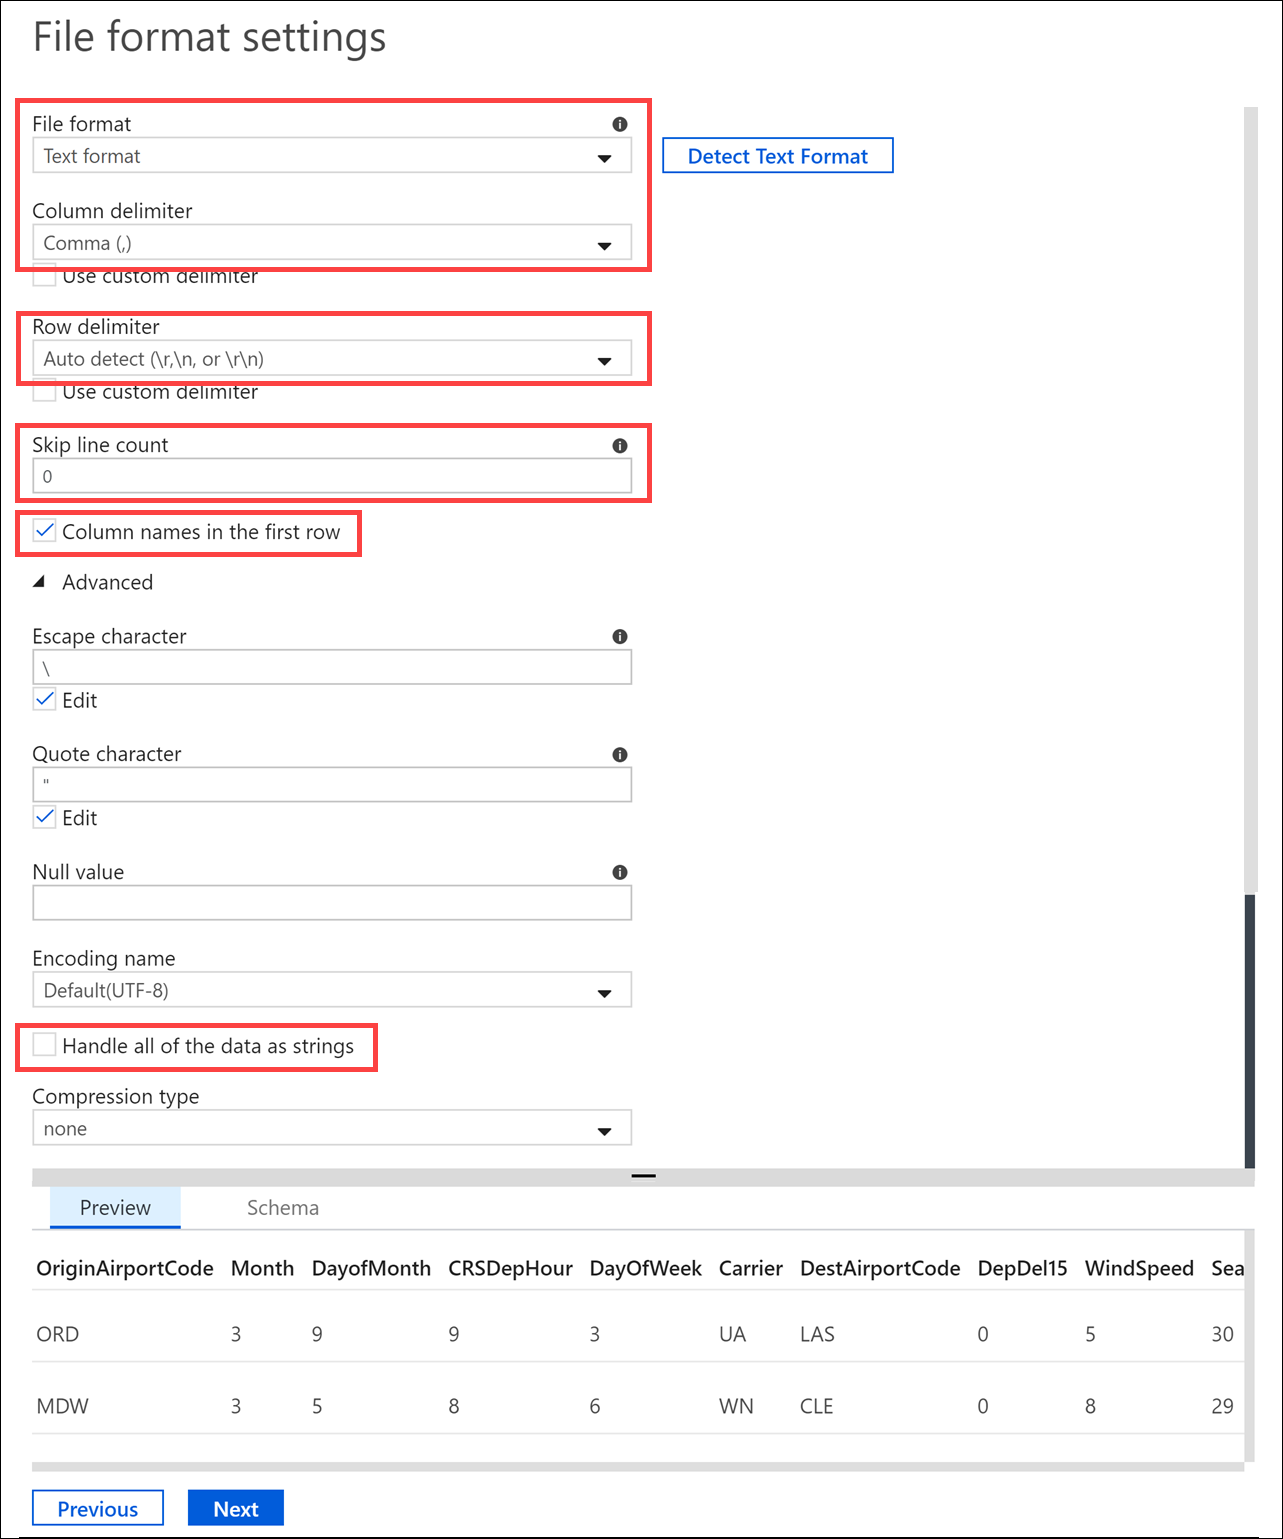 File format settings
File format
Text format
Detect Text Format
Column delimiter
Comma (,)
Use custom delimiter
Row delimiter
Auto detect (\r,\n, or \r\n)
Use custom delimiter
Skip line count
0
Column names in the first row
Advanced
Escape character
\
Edit
Quote character
"
Edit
Null value
Encoding name
Default(UTF-8)
Handle all of the data as strings
Compression type
none
Preview Schema
OriginAirportCode Month DayofMonth CRSDepHour DayOfWeek Carrier DestAirportCode DepDel15 WindSpeed Sea
ORD 3 9 9 3 UA LAS 0 5 30
MDW 3 5 8 6 WN CLE 0 8 29
Previous Next